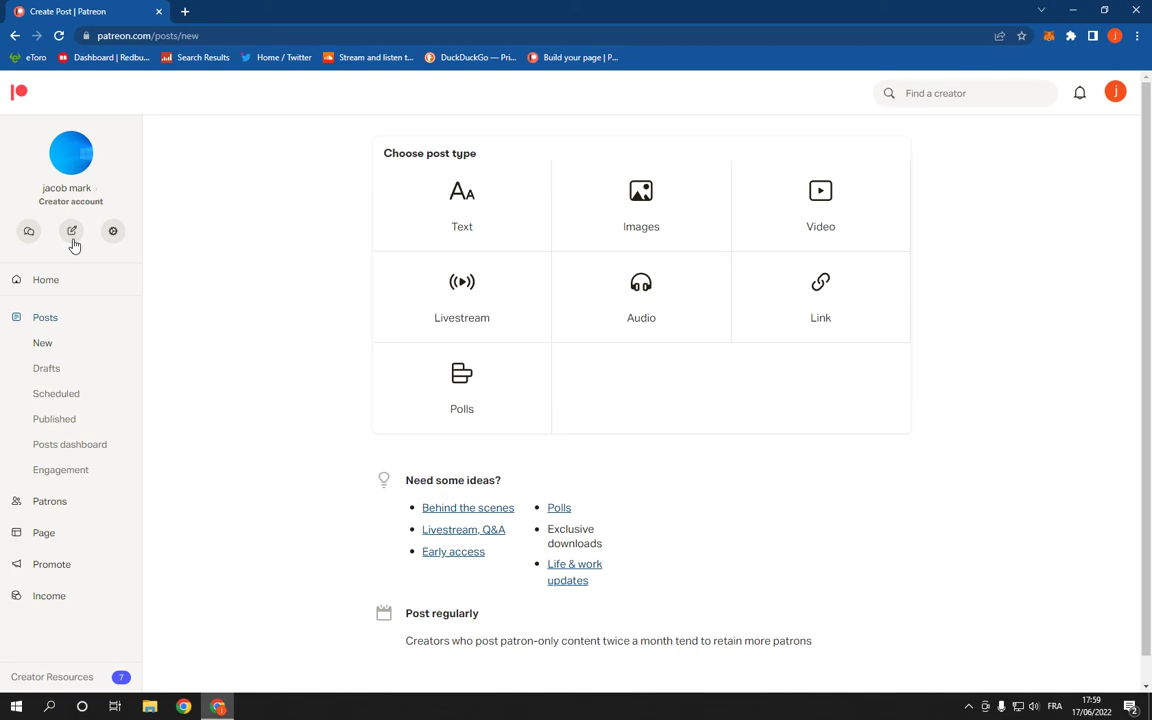 Create Post | Patreon
patreon.com/posts/new
eToro
Dashboard | Redbu...
Search Results
Home / Twitter
Stream and listen t...
DuckDuckGo — Pri...
Build your page | P...
Find a creator
j
jacob mark
Creator account
Home
Posts
New
Drafts
Scheduled
Published
Posts dashboard
Engagement
Patrons
Page
Promote
Income
Creator Resources 7
Choose post type
Text
Images
Video
Livestream
Audio
Link
Polls
Need some ideas?
Behind the scenes
Livestream, Q&A
Early access
Polls
Exclusive
downloads
Life & work
updates
Post regularly
Creators who post patron-only content twice a month tend to retain more patrons
FRA
17:59
17/06/2022
2